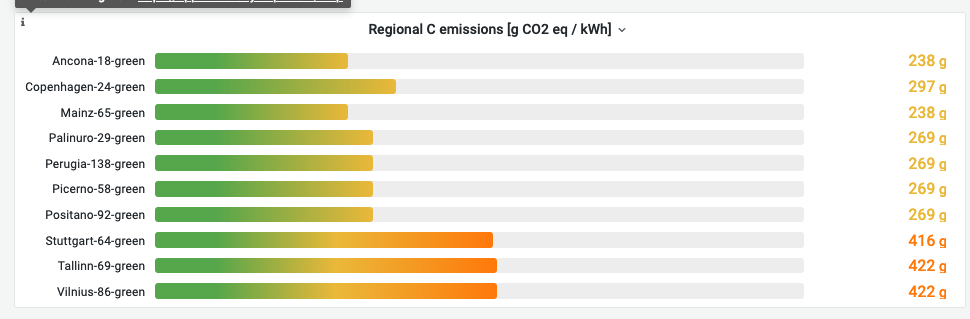 Regional C emissions [g CO2 eq / kWh]
Ancona-18-green 238 g
Copenhagen-24-green 297 g
Mainz-65-green 238 g
Palinuro-29-green 269 g
Perugia-138-green 269 g
Picerno-58-green 269 g
Positano-92-green 269 g
Stuttgart-64-green 416 g
Tallinn-69-green 422 g
Vilnius-86-green 422 g